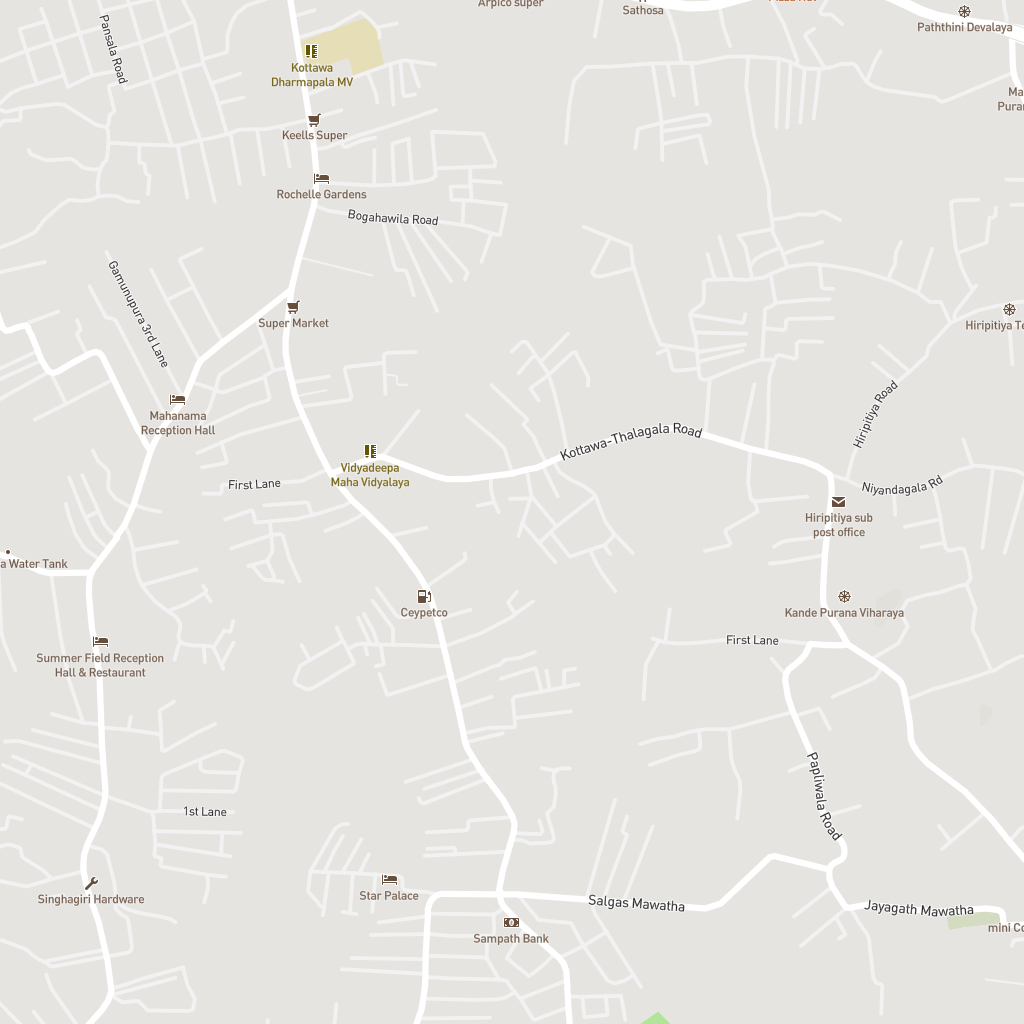 Arpico super
Sathosa
Paththini Devalaya
Pansala Road
Kottawa
Dharmapala MV
Keells Super
Rochelle Gardens
Bogahawila Road
Gamunupura 3rd Lane
Super Market
Hiripitiya
Mahanama
Reception Hall
Hiripitiya Road
Kottawa-Thalagala Road
Vidyadeepa
Maha Vidyalaya
First Lane
Niyandagala Rd
Hiripitiya sub
post office
a Water Tank
Ceypetco
Kande Purana Viharaya
First Lane
Summer Field Reception
Hall & Restaurant
Papliwala Road
1st Lane
Singhagiri Hardware
Star Palace
Salgas Mawatha
Jayagath Mawatha
mini
Sampath Bank